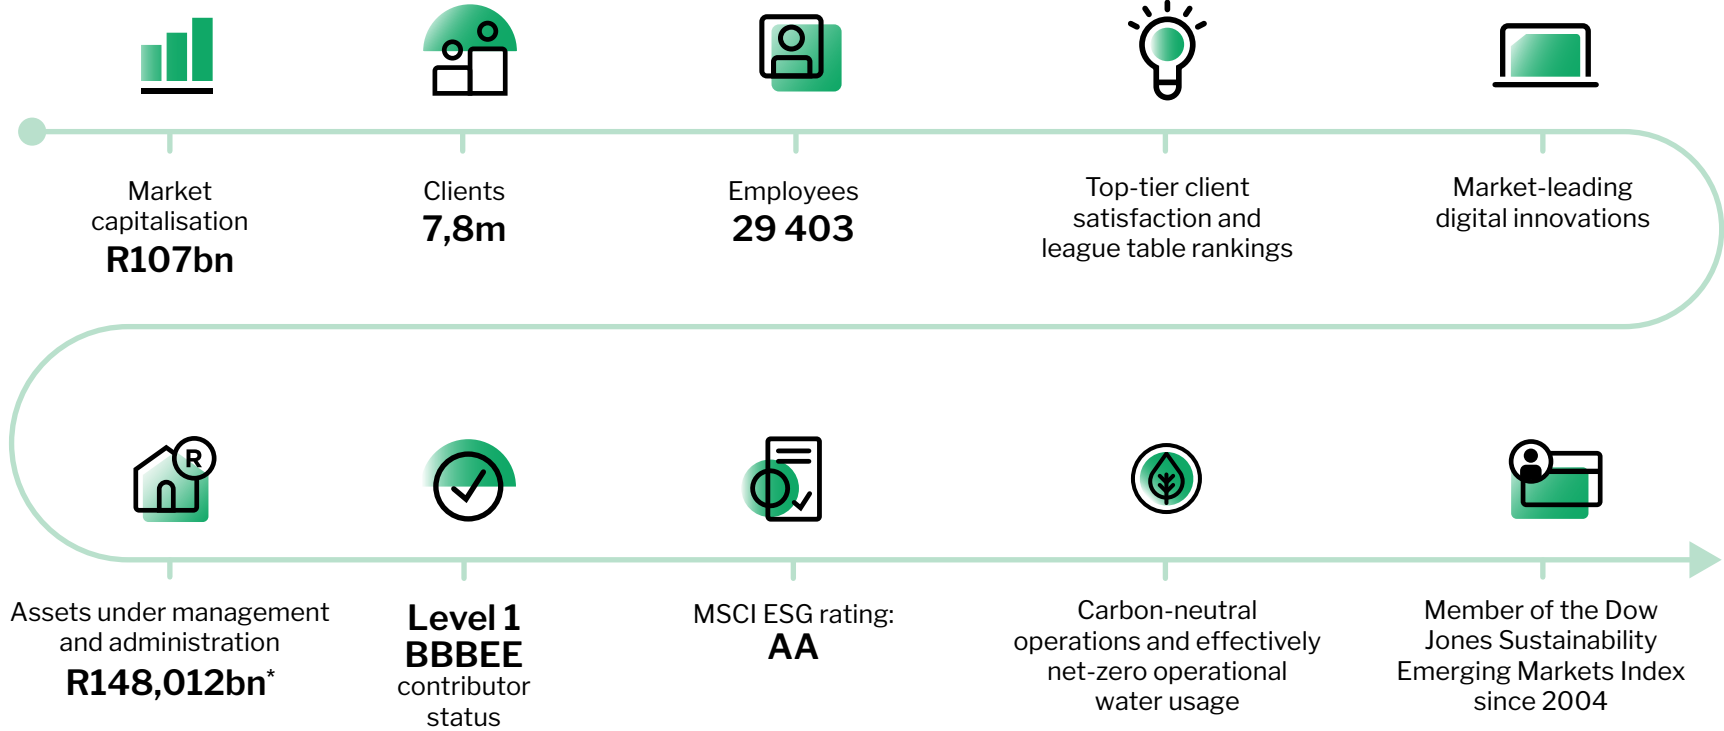 Market
capitalisation
R107bn
Clients
7,8m
Employees
29 403
Top-tier client
satisfaction and
league table rankings
Market-leading
digital innovations
R
Assets under management
and administration
R148,012bn*
Level 1
BBBEE
contributor
status
MSCI ESG rating:
AA
Carbon-neutral
operations and effectively
net-zero operational
water usage
Member of the Dow
Jones Sustainability
Emerging Markets Index
since 2004